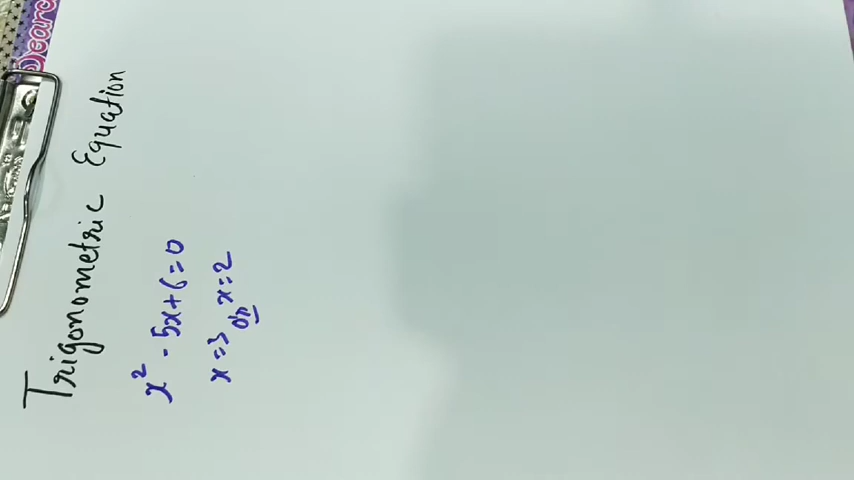 Trigonometric Equation
x² - 5x + 6 = 0
x = 3 or x = 2